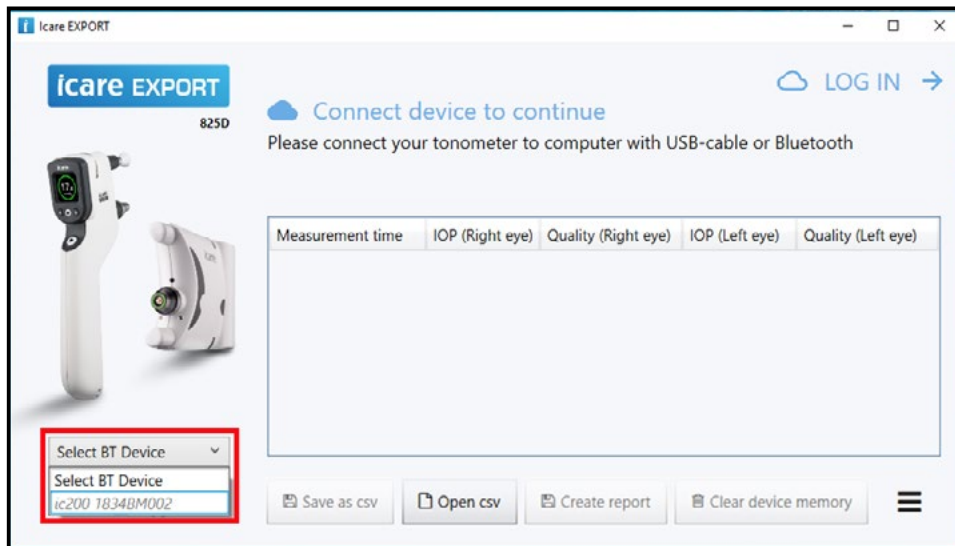 Icare EXPORT
icare EXPORT
825D
LOG IN
Connect device to continue
Please connect your tonometer to computer with USB-cable or Bluetooth
Measurement time IOP (Right eye) Quality (Right eye) IOP (Left eye) Quality (Left eye)
Select BT Device
Select BT Device
ic200 1834BM002
Save as csv Open csv Create report Clear device memory